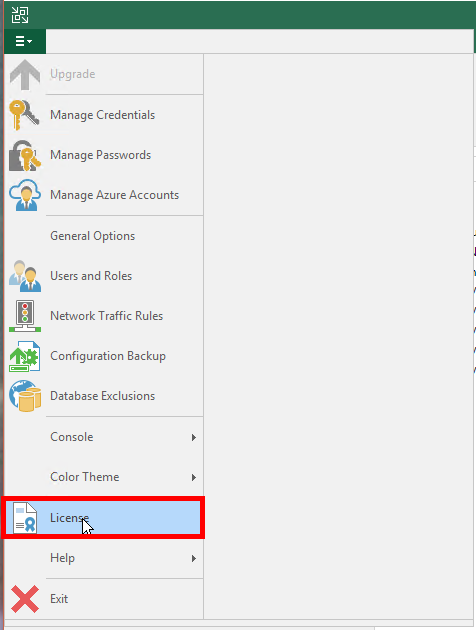 Upgrade
Manage Credentials
Manage Passwords
Manage Azure Accounts
General Options
Users and Roles
Network Traffic Rules
Configuration Backup
Database Exclusions
Console
Color Theme
License
Help
Exit